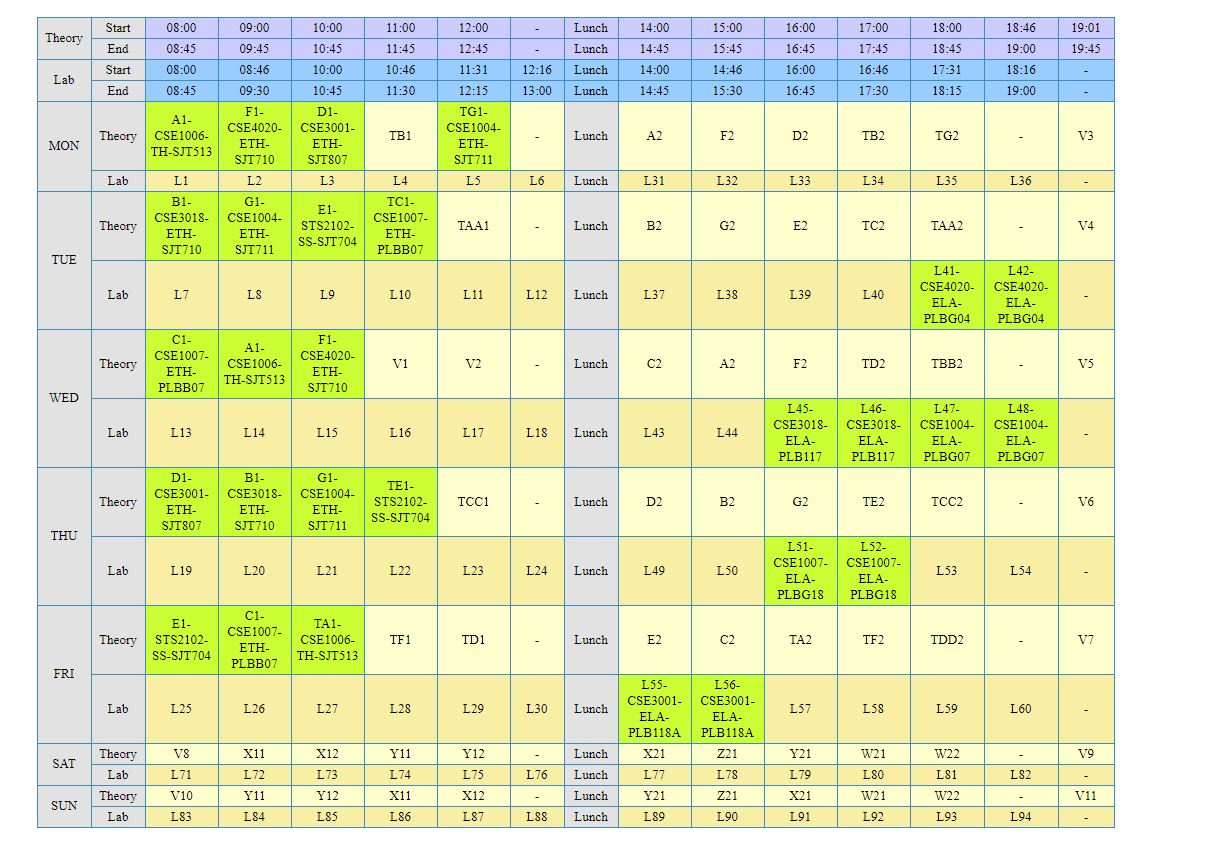 Theory Start 08:00 09:00 10:00 11:00 12:00 - Lunch 14:00 15:00 16:00 17:00 18:00 18:46 19:01
End 08:45 09:45 10:45 11:45 12:45 - Lunch 14:45 15:45 16:45 17:45 18:45 19:00 19:45
Lab Start 08:00 08:46 10:00 10:46 11:31 12:16 Lunch 14:00 14:46 16:00 16:46 17:31 18:16 -
End 08:45 09:30 10:45 11:30 12:15 13:00 Lunch 14:45 15:30 16:45 17:30 18:15 19:00 -
MON Theory A1-CSE1006-TH-SJT513 F1-CSE4020-ETH-SJT710 D1-CSE3001-ETH-SJT807 TB1 TG1-CSE1004-ETH-SJT711 - Lunch A2 F2 D2 TB2 TG2 - V3
Lab L1 L2 L3 L4 L5 L6 Lunch L31 L32 L33 L34 L35 L36 -
TUE Theory B1-CSE3018-ETH-SJT710 G1-CSE1004-ETH-SJT711 E1-STS2102-SS-SJT704 TC1-CSE1007-ETH-PLBB07 TAA1 - Lunch B2 G2 E2 TC2 TAA2 - V4
Lab L7 L8 L9 L10 L11 L12 Lunch L37 L38 L39 L40 L41-CSE4020-ELA-PLBG04 L42-CSE4020-ELA-PLBG04 -
WED Theory C1-CSE1007-ETH-PLBB07 A1-CSE1006-TH-SJT513 F1-CSE4020-ETH-SJT710 V1 V2 - Lunch C2 A2 F2 TD2 TBB2 - V5
Lab L13 L14 L15 L16 L17 L18 Lunch L43 L44 L45-CSE3018-ELA-PLB117 L46-CSE3018-ELA-PLB117 L47-CSE1004-ELA-PLBG07 L48-CSE1004-ELA-PLBG07 -
THU Theory D1-CSE3001-ETH-SJT807 B1-CSE3018-ETH-SJT710 G1-CSE1004-ETH-SJT711 TE1-STS2102-SS-SJT704 TCC1 - Lunch D2 B2 G2 TE2 TCC2 - V6
Lab L19 L20 L21 L22 L23 L24 Lunch L49 L50 L51-CSE1007-ELA-PLBG18 L52-CSE1007-ELA-PLBG18 L53 L54 -
FRI Theory E1-STS2102-SS-SJT704 C1-CSE1007-ETH-PLBB07 TA1-CSE1006-TH-SJT513 TF1 TD1 - Lunch E2 C2 TA2 TF2 TDD2 - V7
Lab L25 L26 L27 L28 L29 L30 Lunch L55-CSE3001-ELA-PLB118A L56-CSE3001-ELA-PLB118A L57 L58 L59 L60 -
SAT Theory V8 X11 X12 Y11 Y12 - Lunch X21 Z21 Y21 W21 W22 - V9
Lab L71 L72 L73 L74 L75 L76 Lunch L77 L78 L79 L80 L81 L82 -
SUN Theory V10 Y11 Y12 X11 X12 - Lunch Y21 Z21 X21 W21 W22 - V11
Lab L83 L84 L85 L86 L87 L88 Lunch L89 L90 L91 L92 L93 L94 -